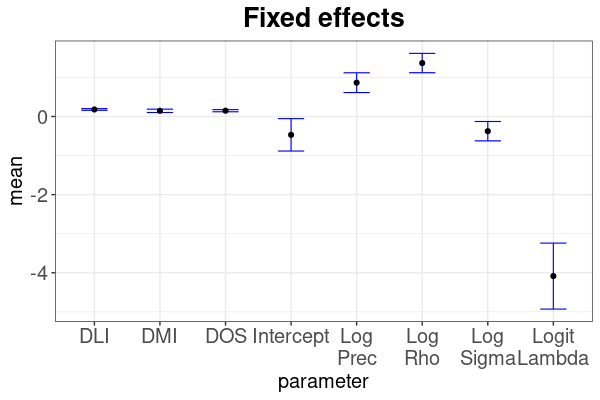 Fixed effects
mean
0
-2
-4
DLI DMI DOS Intercept Log Prec Log Rho Log Sigma Logit Lambda
parameter